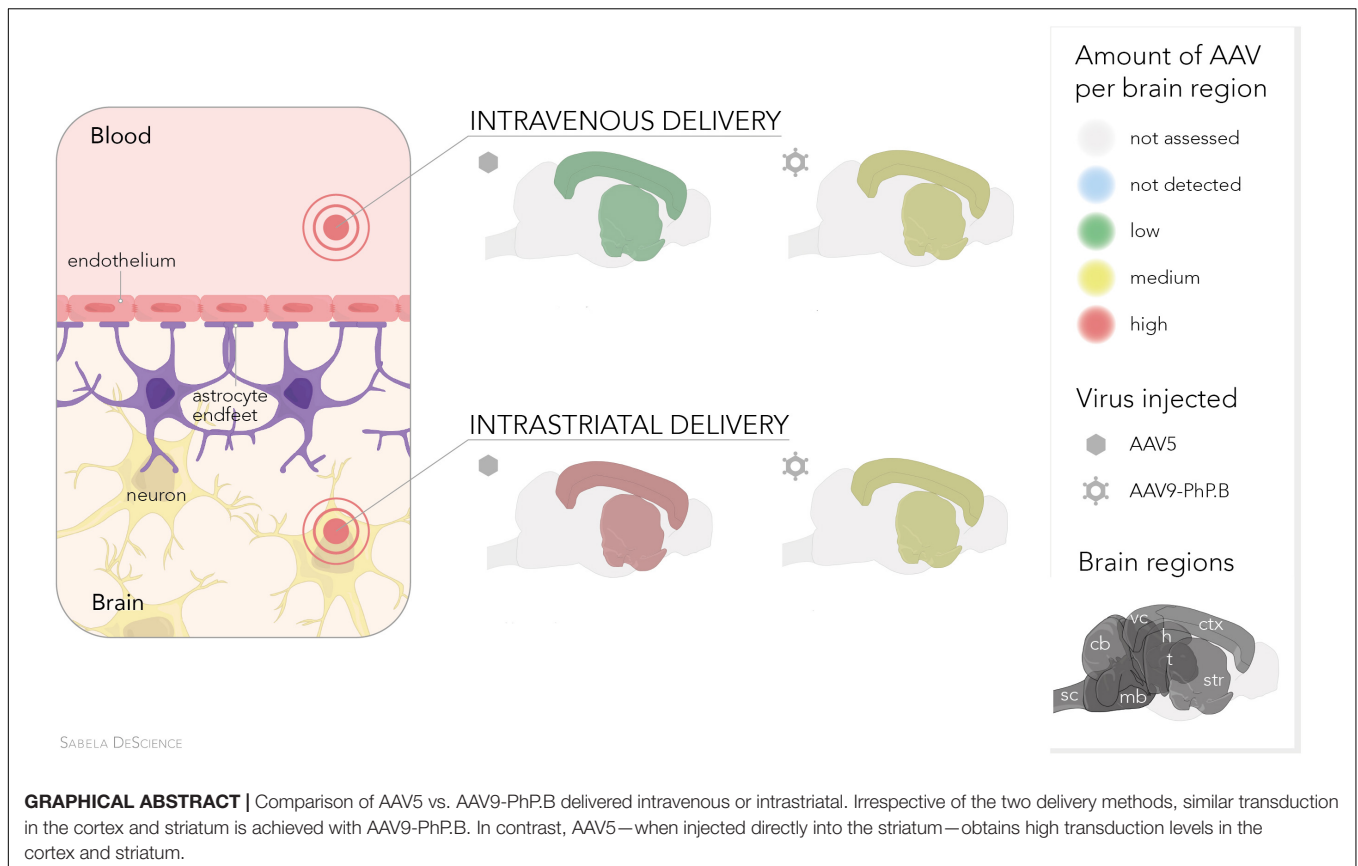 Blood
endothelium
astrocyte
endfeet
neuron
Brain
SABELA DESCIENCE
INTRAVENOUS DELIVERY
INTRASTRIATAL DELIVERY
Amount of AAV
per brain region
not assessed
not detected
low
medium
high
Virus injected
AAV5
AAV9-PhP.B
Brain regions
vc
ctx
cb
h
t
str
sc
mb
GRAPHICAL ABSTRACT | Comparison of AAV5 vs. AAV9-PhP.B delivered intravenous or intrastriatal. Irrespective of the two delivery methods, similar transduction
in the cortex and striatum is achieved with AAV9-PhP.B. In contrast, AAV5—when injected directly into the striatum—obtains high transduction levels in the
cortex and striatum.